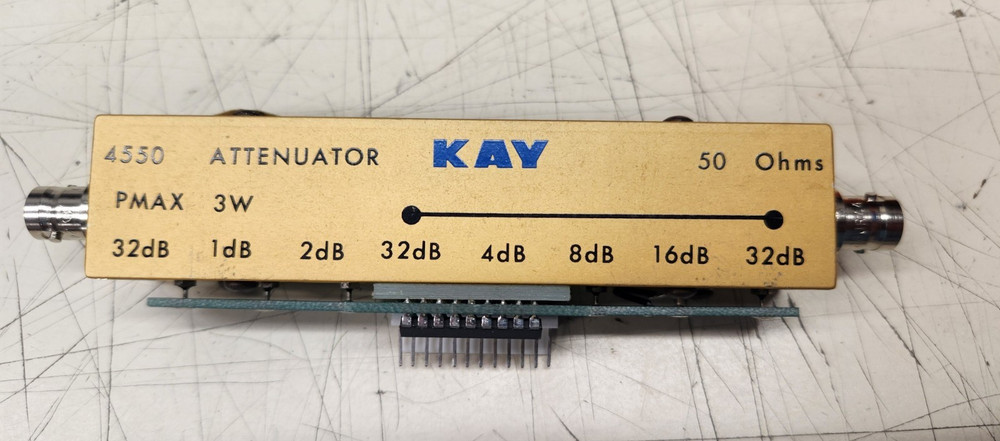 4550 ATTENUATOR KAY 50 Ohms
PMAX 3W
32dB 1dB 2dB 32dB 4dB 8dB 16dB 32dB